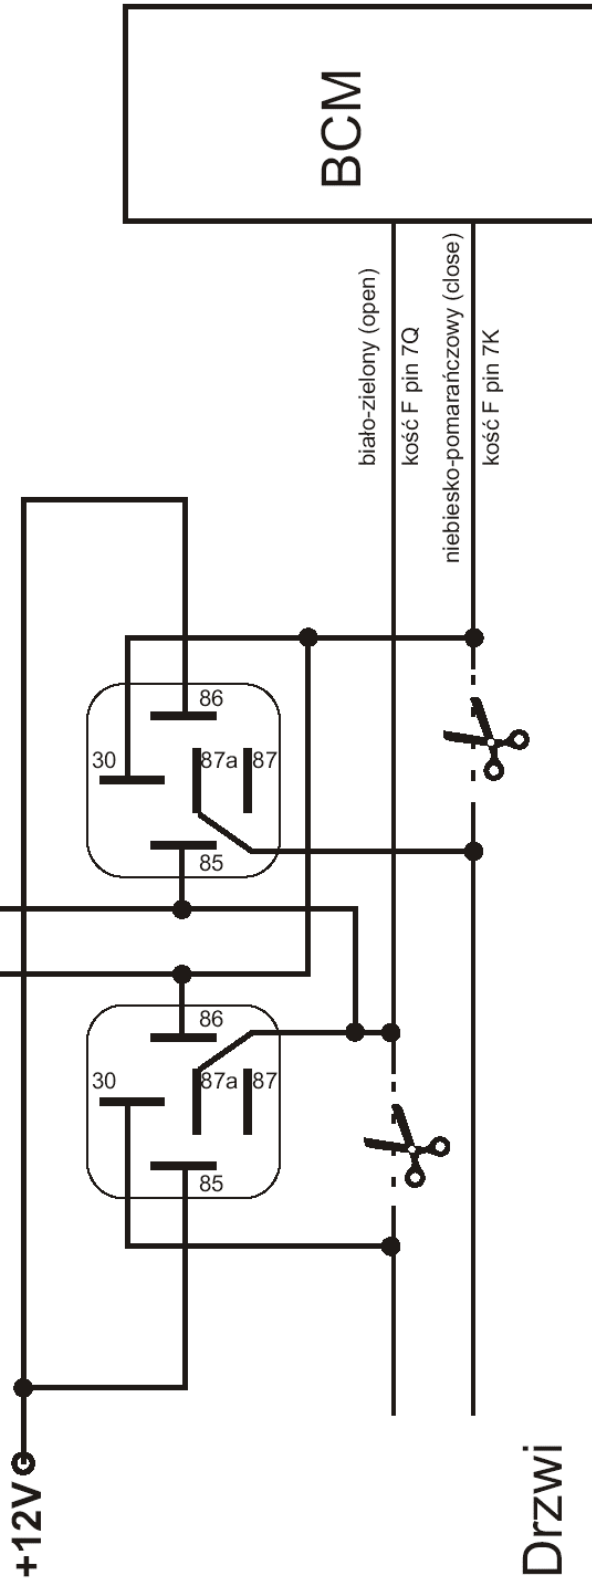 BCM
biało-zielony (open)
kość F pin 7Q
niebiesko-pomarańczowy (close)
kość F pin 7K
86
30
87a
87
85
86
30
87a
87
85
+12V
Drzwi